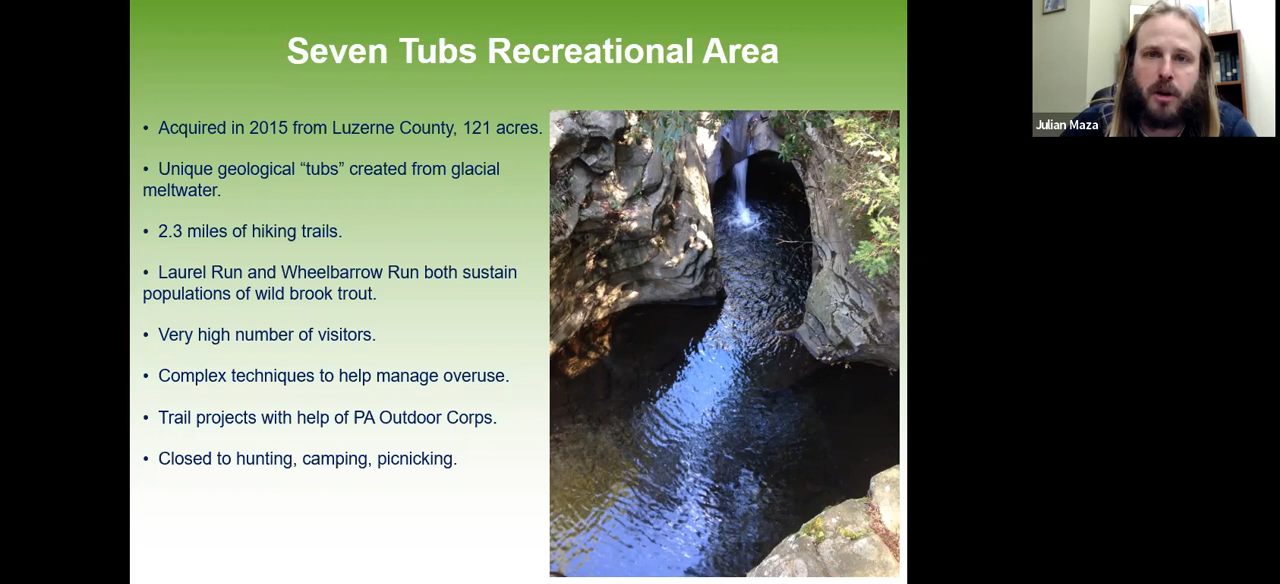 Seven Tubs Recreational Area
• Acquired in 2015 from Luzerne County, 121 acres.
• Unique geological “tubs” created from glacial
meltwater.
• 2.3 miles of hiking trails.
• Laurel Run and Wheelbarrow Run both sustain
populations of wild brook trout.
• Very high number of visitors.
• Complex techniques to help manage overuse.
• Trail projects with help of PA Outdoor Corps.
• Closed to hunting, camping, picnicking.
Julian Maza